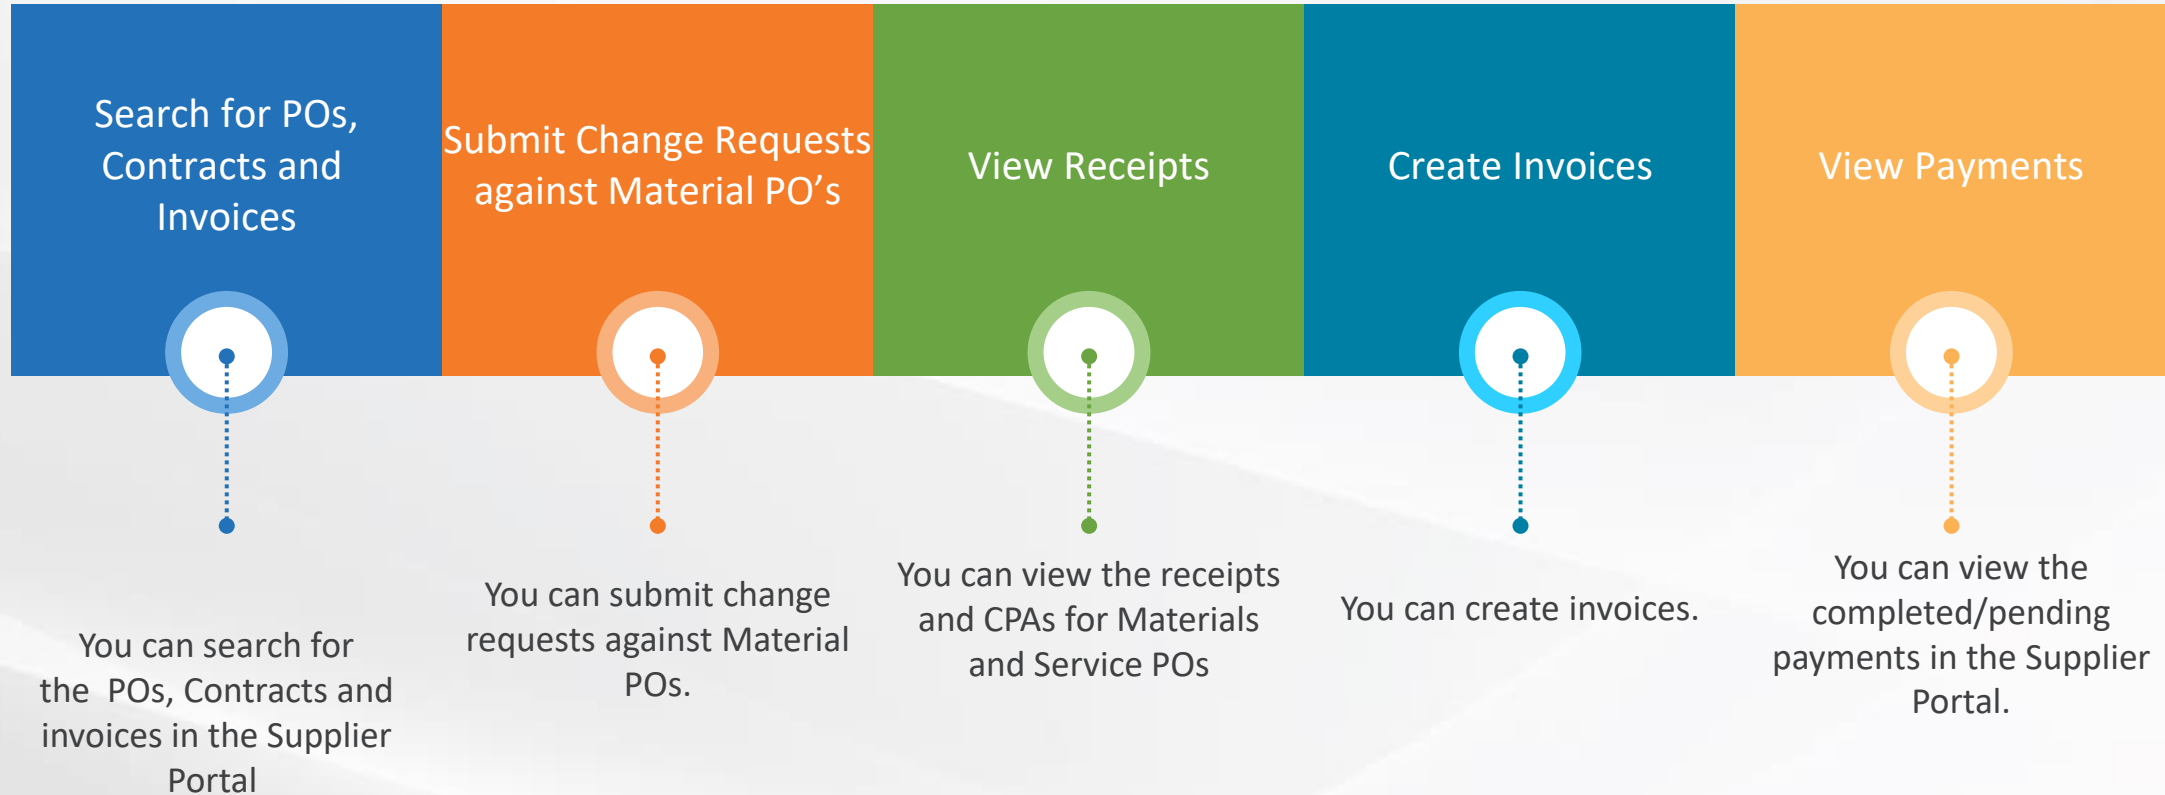 Search for POs,
Contracts and
Invoices
Submit Change Requests
against Material PO’s
View Receipts
Create Invoices
View Payments
You can search for
the  POs, Contracts and
invoices in the Supplier
Portal
You can submit change
requests against Material
POs.
You can view the receipts
and CPAs for Materials
and Service POs
You can create invoices.
You can view the
completed/pending
payments in the Supplier
Portal.